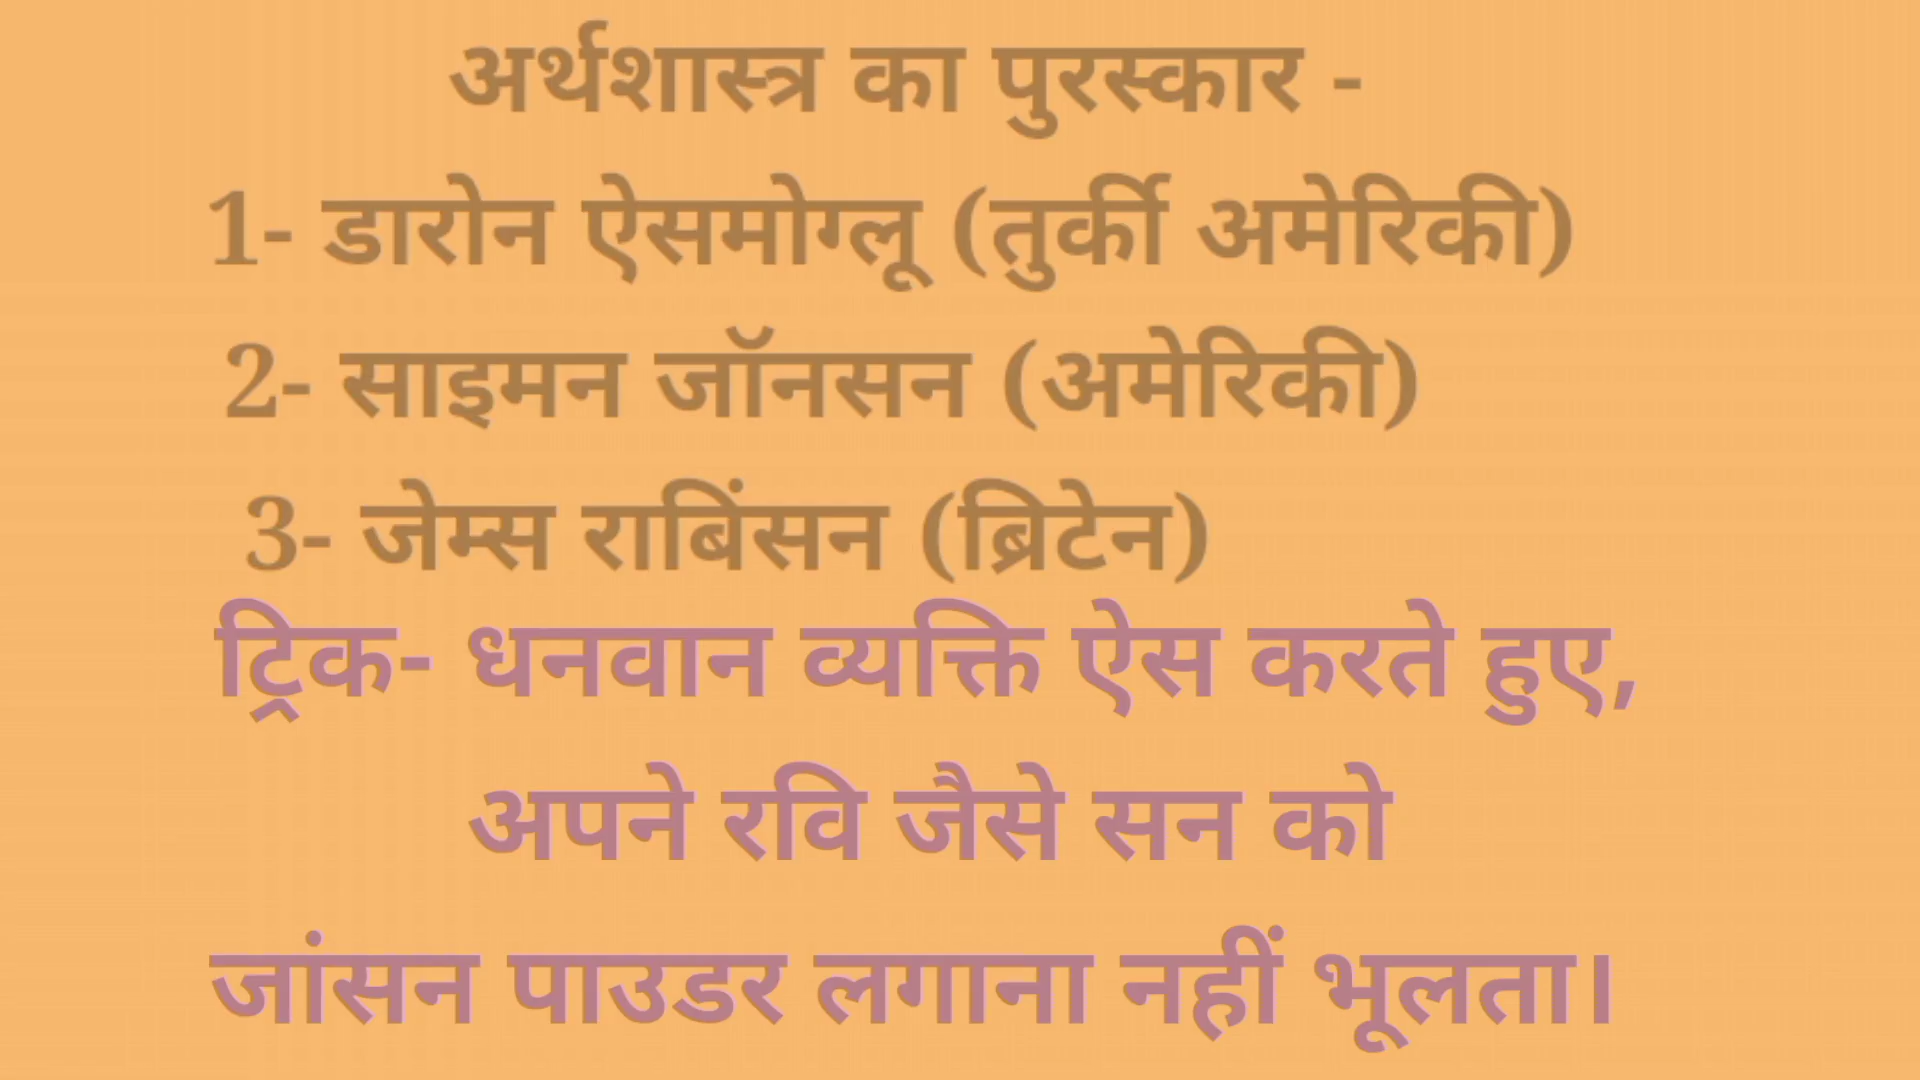 अर्थशास्त्र का पुरस्कार -
1- डारोन ऐसमोग्लू (तुर्की अमेरिकी)
2- साइमन जॉनसन (अमेरिकी)
3- जेम्स राबिंसन (ब्रिटेन)
ट्रिक- धनवान व्यक्ति ऐस करते हुए,
अपने रवि जैसे सन को
जांसन पाउडर लगाना नहीं भूलता।